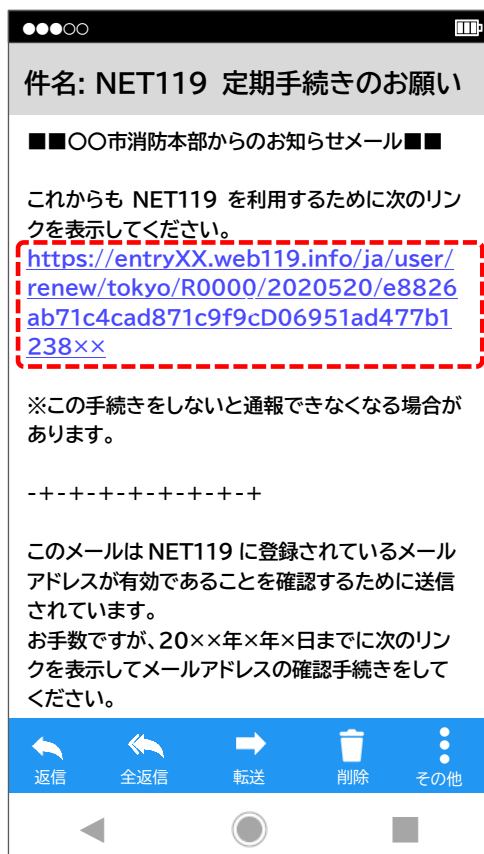 件名: NET119 定期手続きのお願い
■■〇〇市消防本部からのお知らせメール■■
これからも NET119 を利用するために次のリン
クを表示してください。
https://entryXX.web119.info/ja/user/
renew/tokyo/R0000/2020520/e8826
ab71c4cad871c9f9cD06951ad477b1
238××
※この手続きをしないと通報できなくなる場合が
あります。
-+-+-+-+-+-+-+-+
このメールは NET119 に登録されているメール
アドレスが有効であることを確認するために送信
されています。
お手数ですが、20××年×年×日までに次のリン
クを表示してメールアドレスの確認手続きをして
ください。
返信 全返信 転送 削除 その他